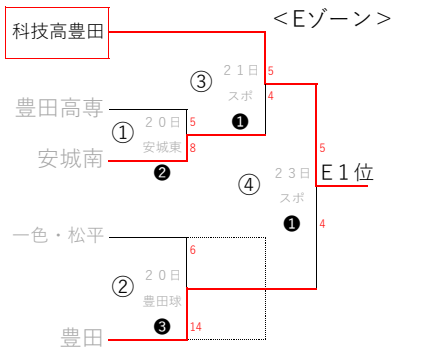 ＜Eゾーン＞
科技高豊田
③
21日
スポ
❶
5
4
豊田高専
①
20日
安城東
❷
5
8
安城南
④
23日
スポ
❶
5
4
E1位
一色・松平
②
20日
豊田球
❸
6
14
豊田